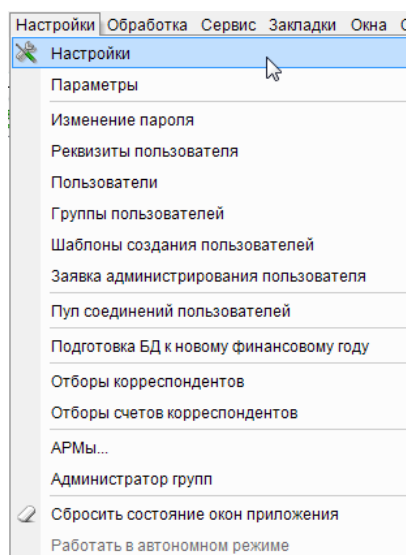 Настройки Обработка Сервис Закладки Окна
Настройки
Параметры
Изменение пароля
Реквизиты пользователя
Пользователи
Группы пользователей
Шаблоны создания пользователей
Заявка администрирования пользователя
Пул соединений пользователей
Подготовка БД к новому финансовому году
Отборы корреспондентов
Отборы счетов корреспондентов
АРМы...
Администратор групп
Сбросить состояние окон приложения
Работать в автономном режиме